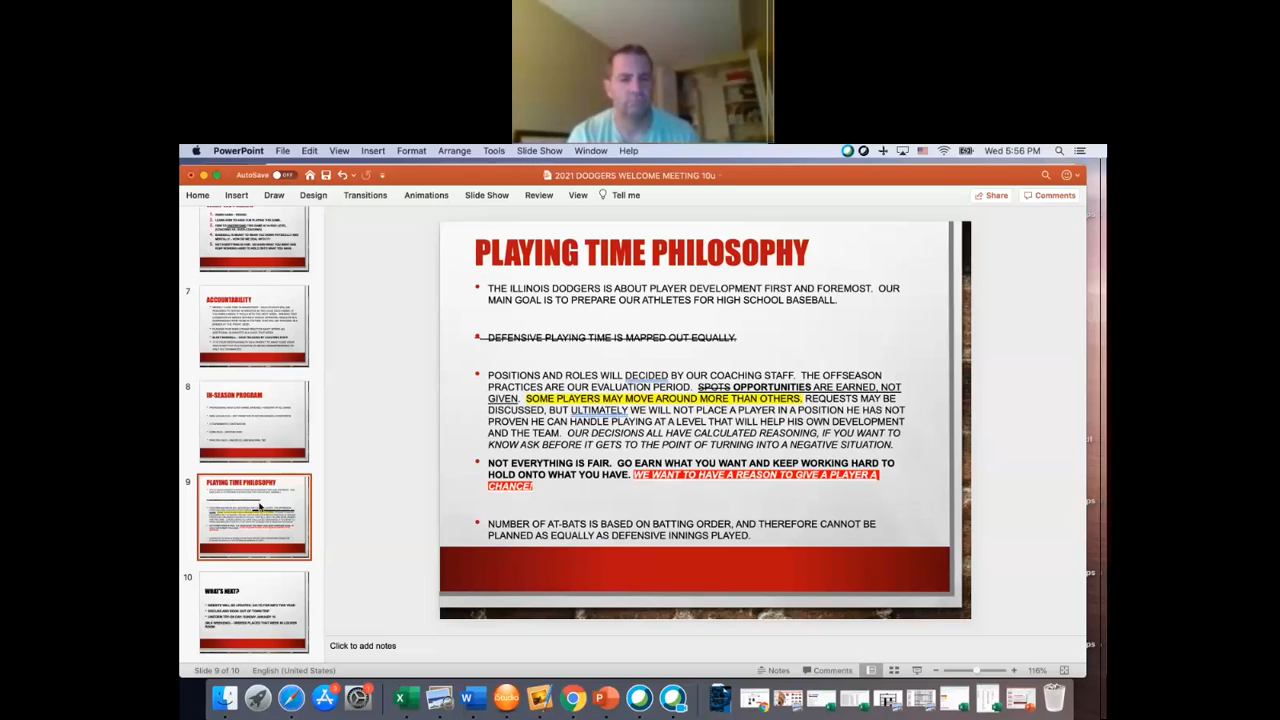 PowerPoint File Edit View Insert Format Arrange Tools Slide Show Window Help Wed 5:56 PM
AutoSave OFF 2021 DODGERS WELCOME MEETING 10u
Home Insert Draw Design Transitions Animations Slide Show Review View Tell me Share Comments
7
ACCOUNTABILITY
8
IN-SEASON PROGRAM
9
PLAYING TIME PHILOSOPHY
10
WHAT'S NEXT?
PLAYING TIME PHILOSOPHY
• THE ILLINOIS DODGERS IS ABOUT PLAYER DEVELOPMENT FIRST AND FOREMOST. OUR
MAIN GOAL IS TO PREPARE OUR ATHLETES FOR HIGH SCHOOL BASEBALL.
• DEFENSIVE PLAYING TIME IS MAPPED OUT EQUALLY.
• POSITIONS AND ROLES WILL DECIDED BY OUR COACHING STAFF. THE OFFSEASON
PRACTICES ARE OUR EVALUATION PERIOD. SPOTS OPPORTUNITIES ARE EARNED, NOT
GIVEN. SOME PLAYERS MAY MOVE AROUND MORE THAN OTHERS. REQUESTS MAY BE
DISCUSSED, BUT ULTIMATELY WE WILL NOT PLACE A PLAYER IN A POSITION HE HAS NOT
PROVEN HE CAN HANDLE PLAYING AT A LEVEL THAT WILL HELP HIS OWN DEVELOPMENT
AND THE TEAM. OUR DECISIONS ALL HAVE CALCULATED REASONING, IF YOU WANT TO
KNOW ASK BEFORE IT GETS TO THE POINT OF TURNING INTO A NEGATIVE SITUATION.
• NOT EVERYTHING IS FAIR. GO EARN WHAT YOU WANT AND KEEP WORKING HARD TO
HOLD ONTO WHAT YOU HAVE. WE WANT TO HAVE A REASON TO GIVE A PLAYER A
CHANCE!
• NUMBER OF AT-BATS IS BASED ON BATTING ORDER, AND THEREFORE CANNOT BE
PLANNED AS EQUALLY AS DEFENSIVE INNINGS PLAYED.
Click to add notes
Slide 9 of 10 English (United States) Notes Comments 116%